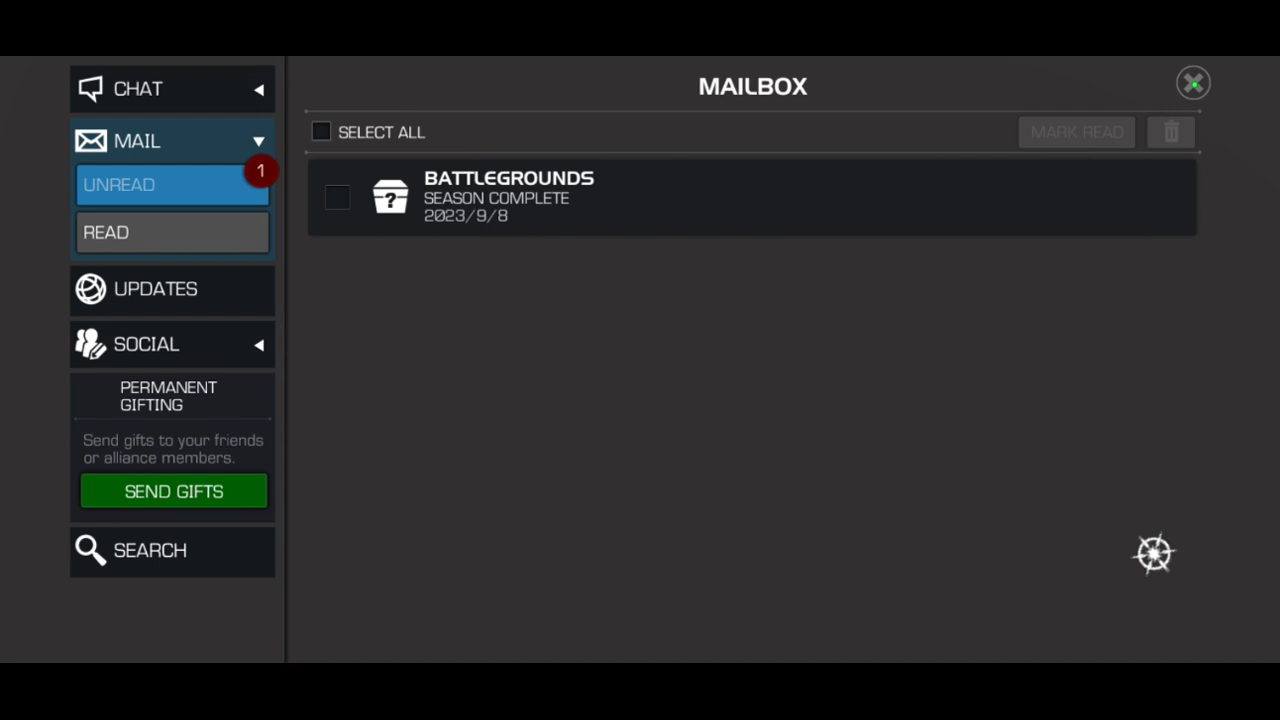 CHAT
MAIL
1
UNREAD
READ
UPDATES
SOCIAL
PERMANENT
GIFTING
Send gifts to your friends
or alliance members.
SEND GIFTS
SEARCH
MAILBOX
SELECT ALL
MARK READ
?
BATTLEGROUNDS
SEASON COMPLETE
2023/9/8